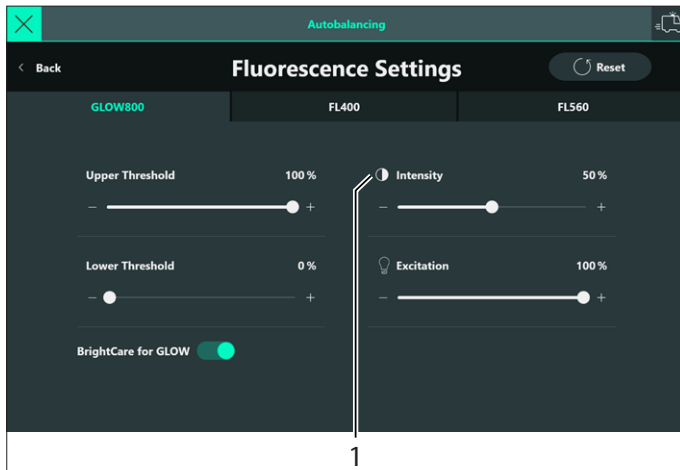 Autobalancing
< Back
Fluorescence Settings
Reset
GLOW800
FL400
FL560
Upper Threshold 100 %
− +
Intensity 50 %
− +
Lower Threshold 0 %
− +
Excitation 100 %
− +
BrightCare for GLOW
1